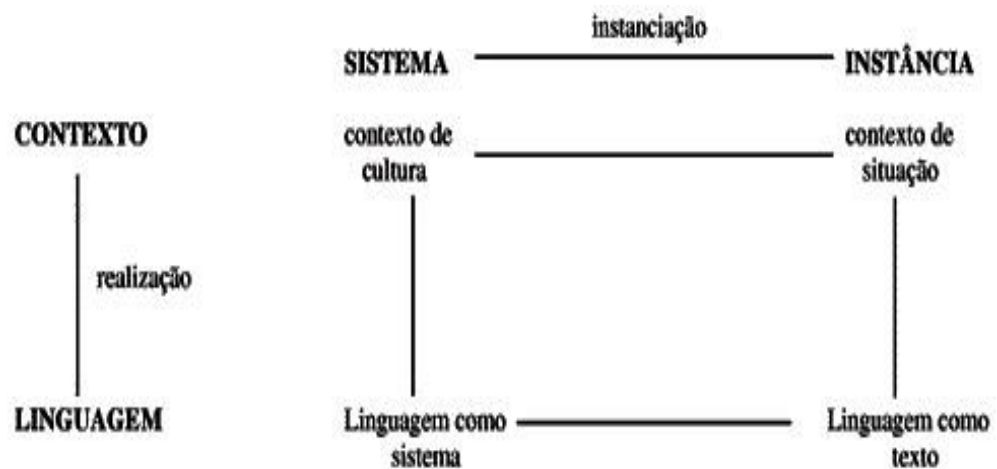 instanciação
SISTEMA
INSTÂNCIA
CONTEXTO
contexto de
cultura
contexto de
situação
realização
LINGUAGEM
Linguagem como
sistema
Linguagem como
texto